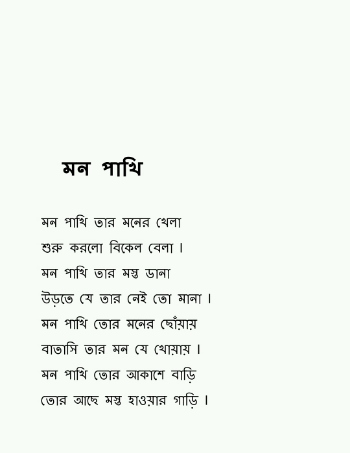 মন পাখি
মন পাখি তার মনের খেলা
শুরু করলো বিকেল বেলা ।
মন পাখি তার মস্ত ডানা
উড়তে যে তার নেই তো মানা ।
মন পাখি তোর মনের ছোঁয়ায়
বাতাসি তার মন যে খোয়ায় ।
মন পাখি তোর আকাশে বাড়ি
তোর আছে মস্ত হাওয়ার গাড়ি ।